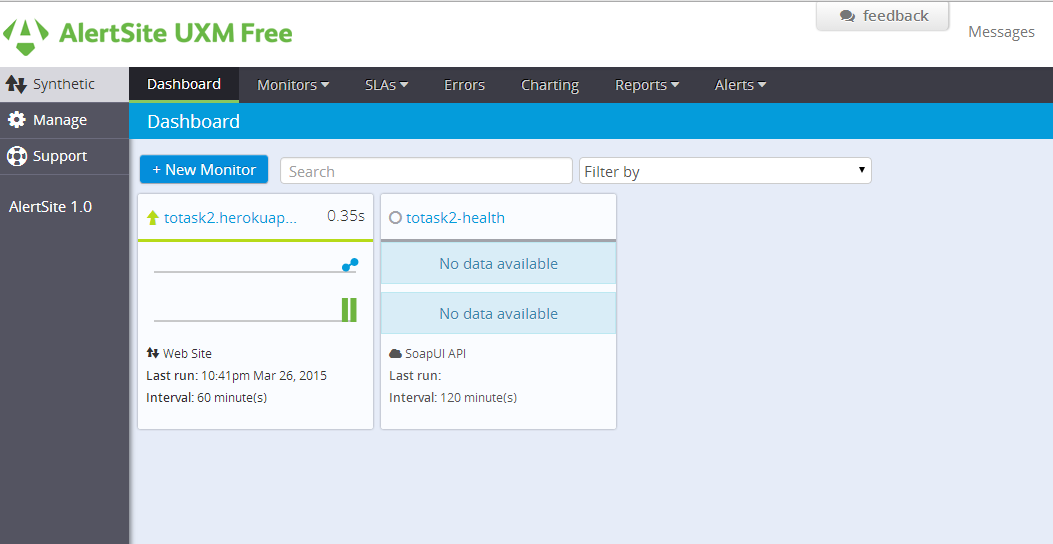 AlertSite UXM Free
feedback
Messages
Synthetic
Dashboard Monitors SLAs Errors Charting Reports Alerts
Manage
Dashboard
Support
AlertSite 1.0
+ New Monitor
Search
Filter by
totask2.herokuap... 0.35s
Web Site
Last run: 10:41pm Mar 26, 2015
Interval: 60 minute(s)
totask2-health
No data available
No data available
SoapUI API
Last run:
Interval: 120 minute(s)